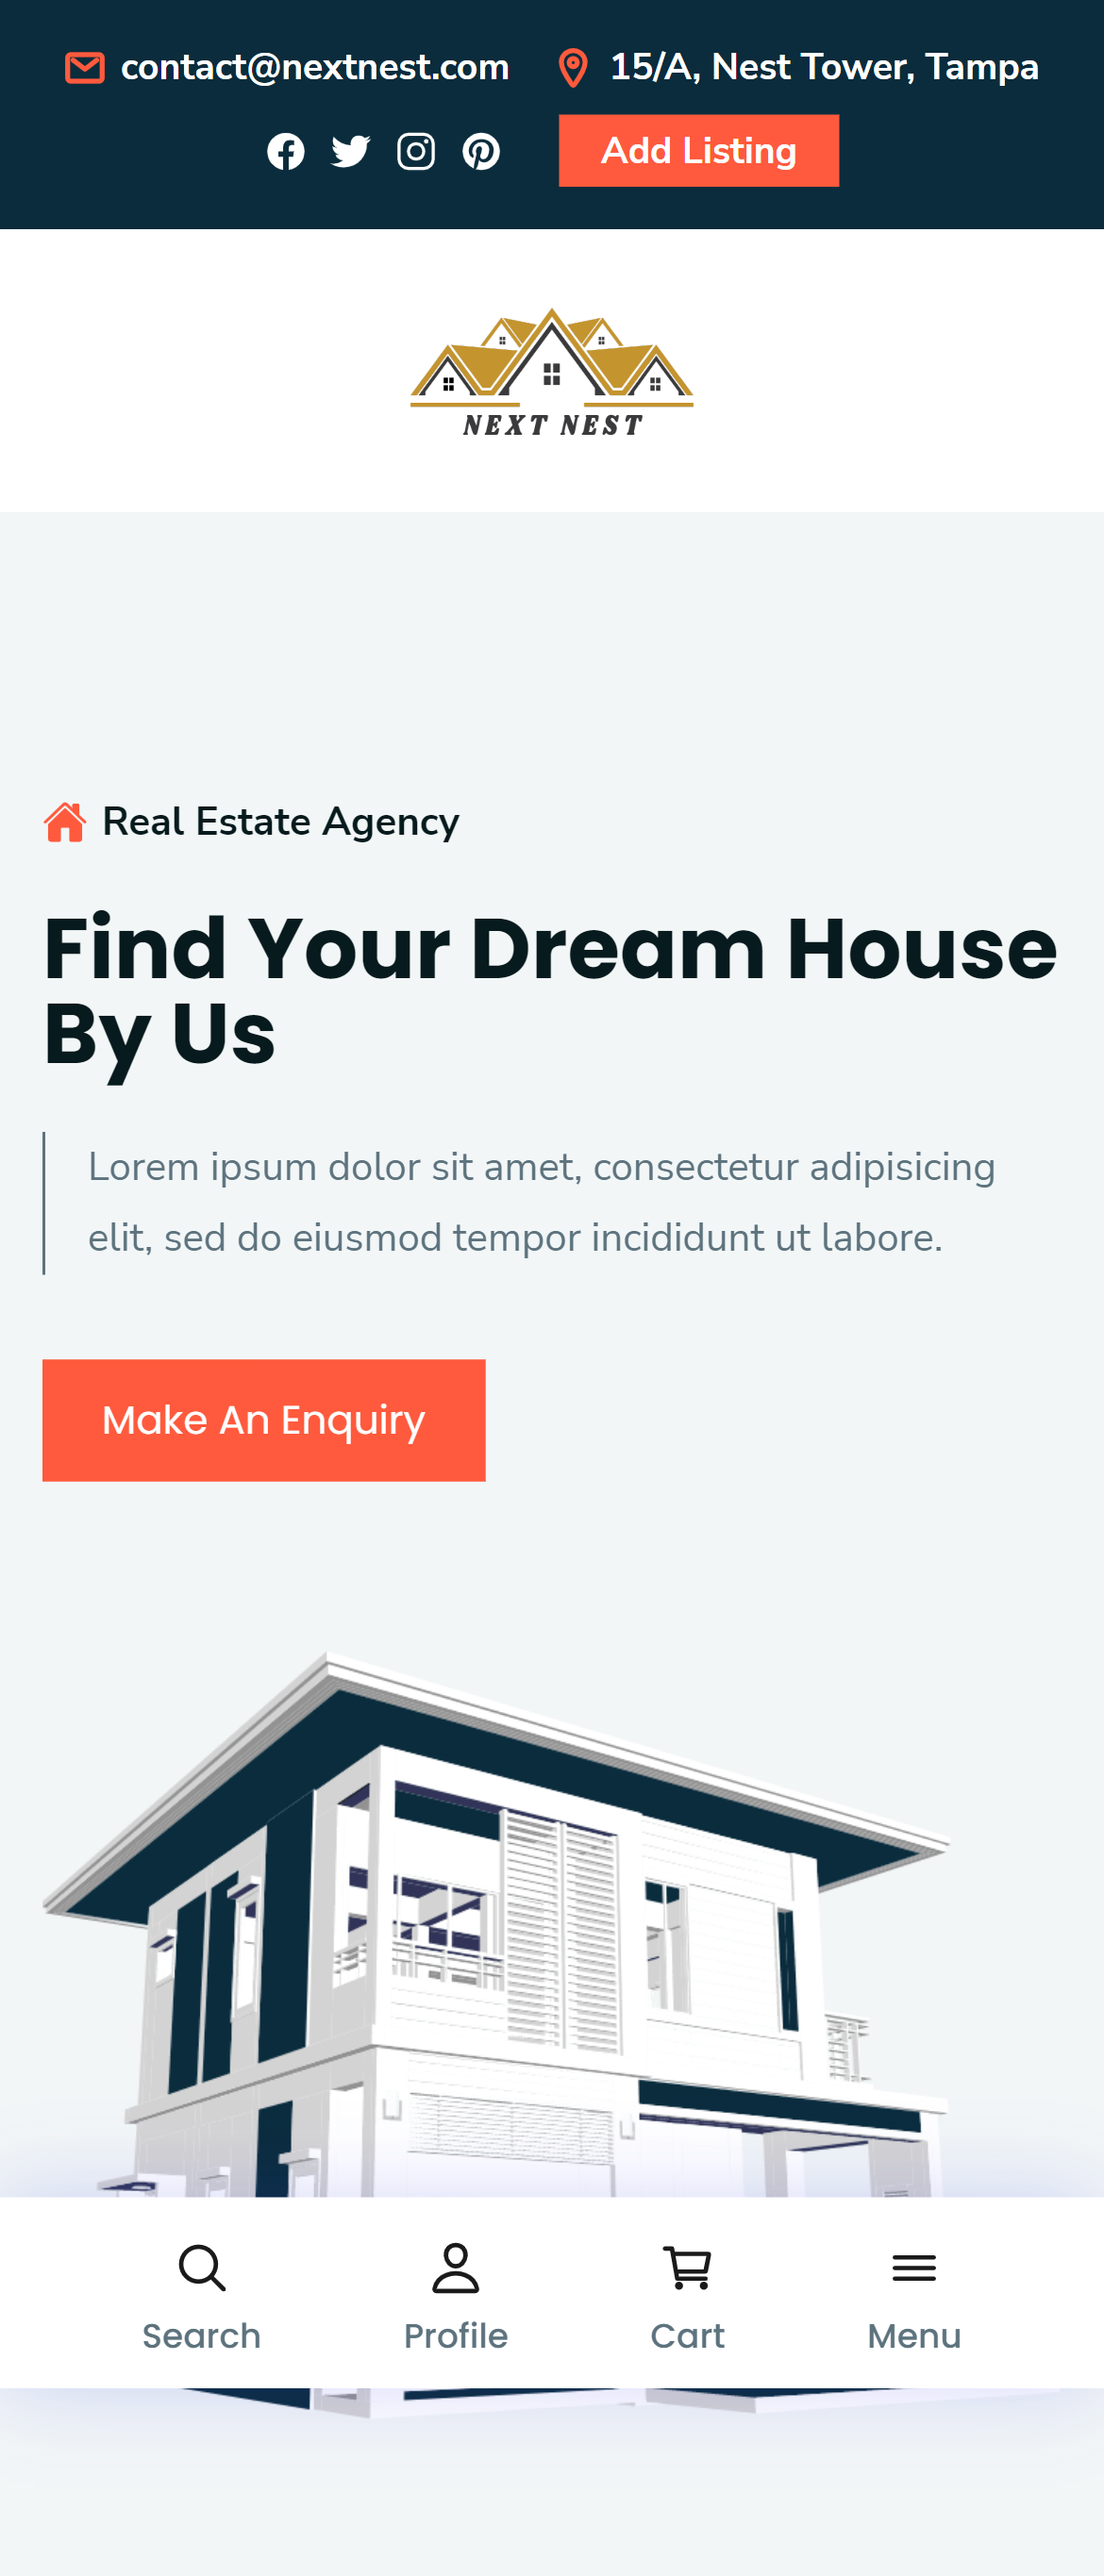 contact@nextnest.com
15/A, Nest Tower, Tampa
Add Listing
NEXT NEST
Real Estate Agency
Find Your Dream House
By Us
Lorem ipsum dolor sit amet, consectetur adipisicing
elit, sed do eiusmod tempor incididunt ut labore.
Make An Enquiry
Search
Profile
Cart
Menu